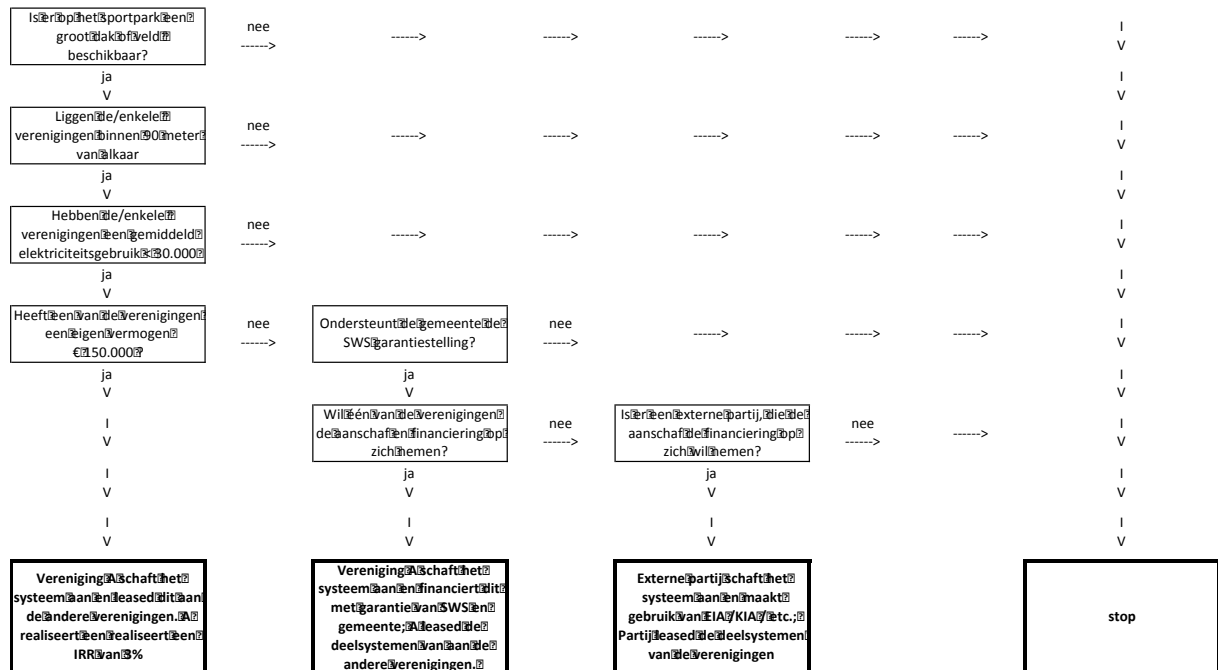 Is er op het sportpark een
groot dak of veld
beschikbaar?
nee
------>
------>
------>
------>
------>
------>
I
V
ja
V
I
V
Liggen de/enkele
verenigingen binnen 90 meter
van alkaar
nee
------>
------>
------>
------>
------>
------>
I
V
ja
V
I
V
Hebben de/enkele
verenigingen een gemiddeld
elektriciteitsgebruik < 30.000
nee
------>
------>
------>
------>
------>
------>
I
V
ja
V
I
V
Heeft een van de verenigingen
een eigen vermogen
€ 150.000 ?
nee
------>
Ondersteunt de gemeente de
SWS garantiestelling?
nee
------>
------>
------>
------>
I
V
ja
V
ja
V
I
V
I
V
Wil één van de verenigingen
de aanschaf en financiering op
zich nemen?
nee
------>
Is er een externe partij, die de
aanschaf de financiering op
zich wil nemen?
nee
------>
------>
I
V
I
V
ja
V
ja
V
I
V
I
V
I
V
I
V
I
V
Vereniging A schaft het
systeem aan en leased dit aan
de andere verenigingen. A
realiseert een realiseert een
IRR van 3%
Vereniging A schaft het
systeem aan en financiert dit
met garantie van SWS en
gemeente; A leased de
deelsystemen van aan de
andere verenigingen.
Externe partij schaft het
systeem aan en maakt
gebruik van EIA / KIA / etc.;
Partij leased de deelsystemen
van de verenigingen
stop